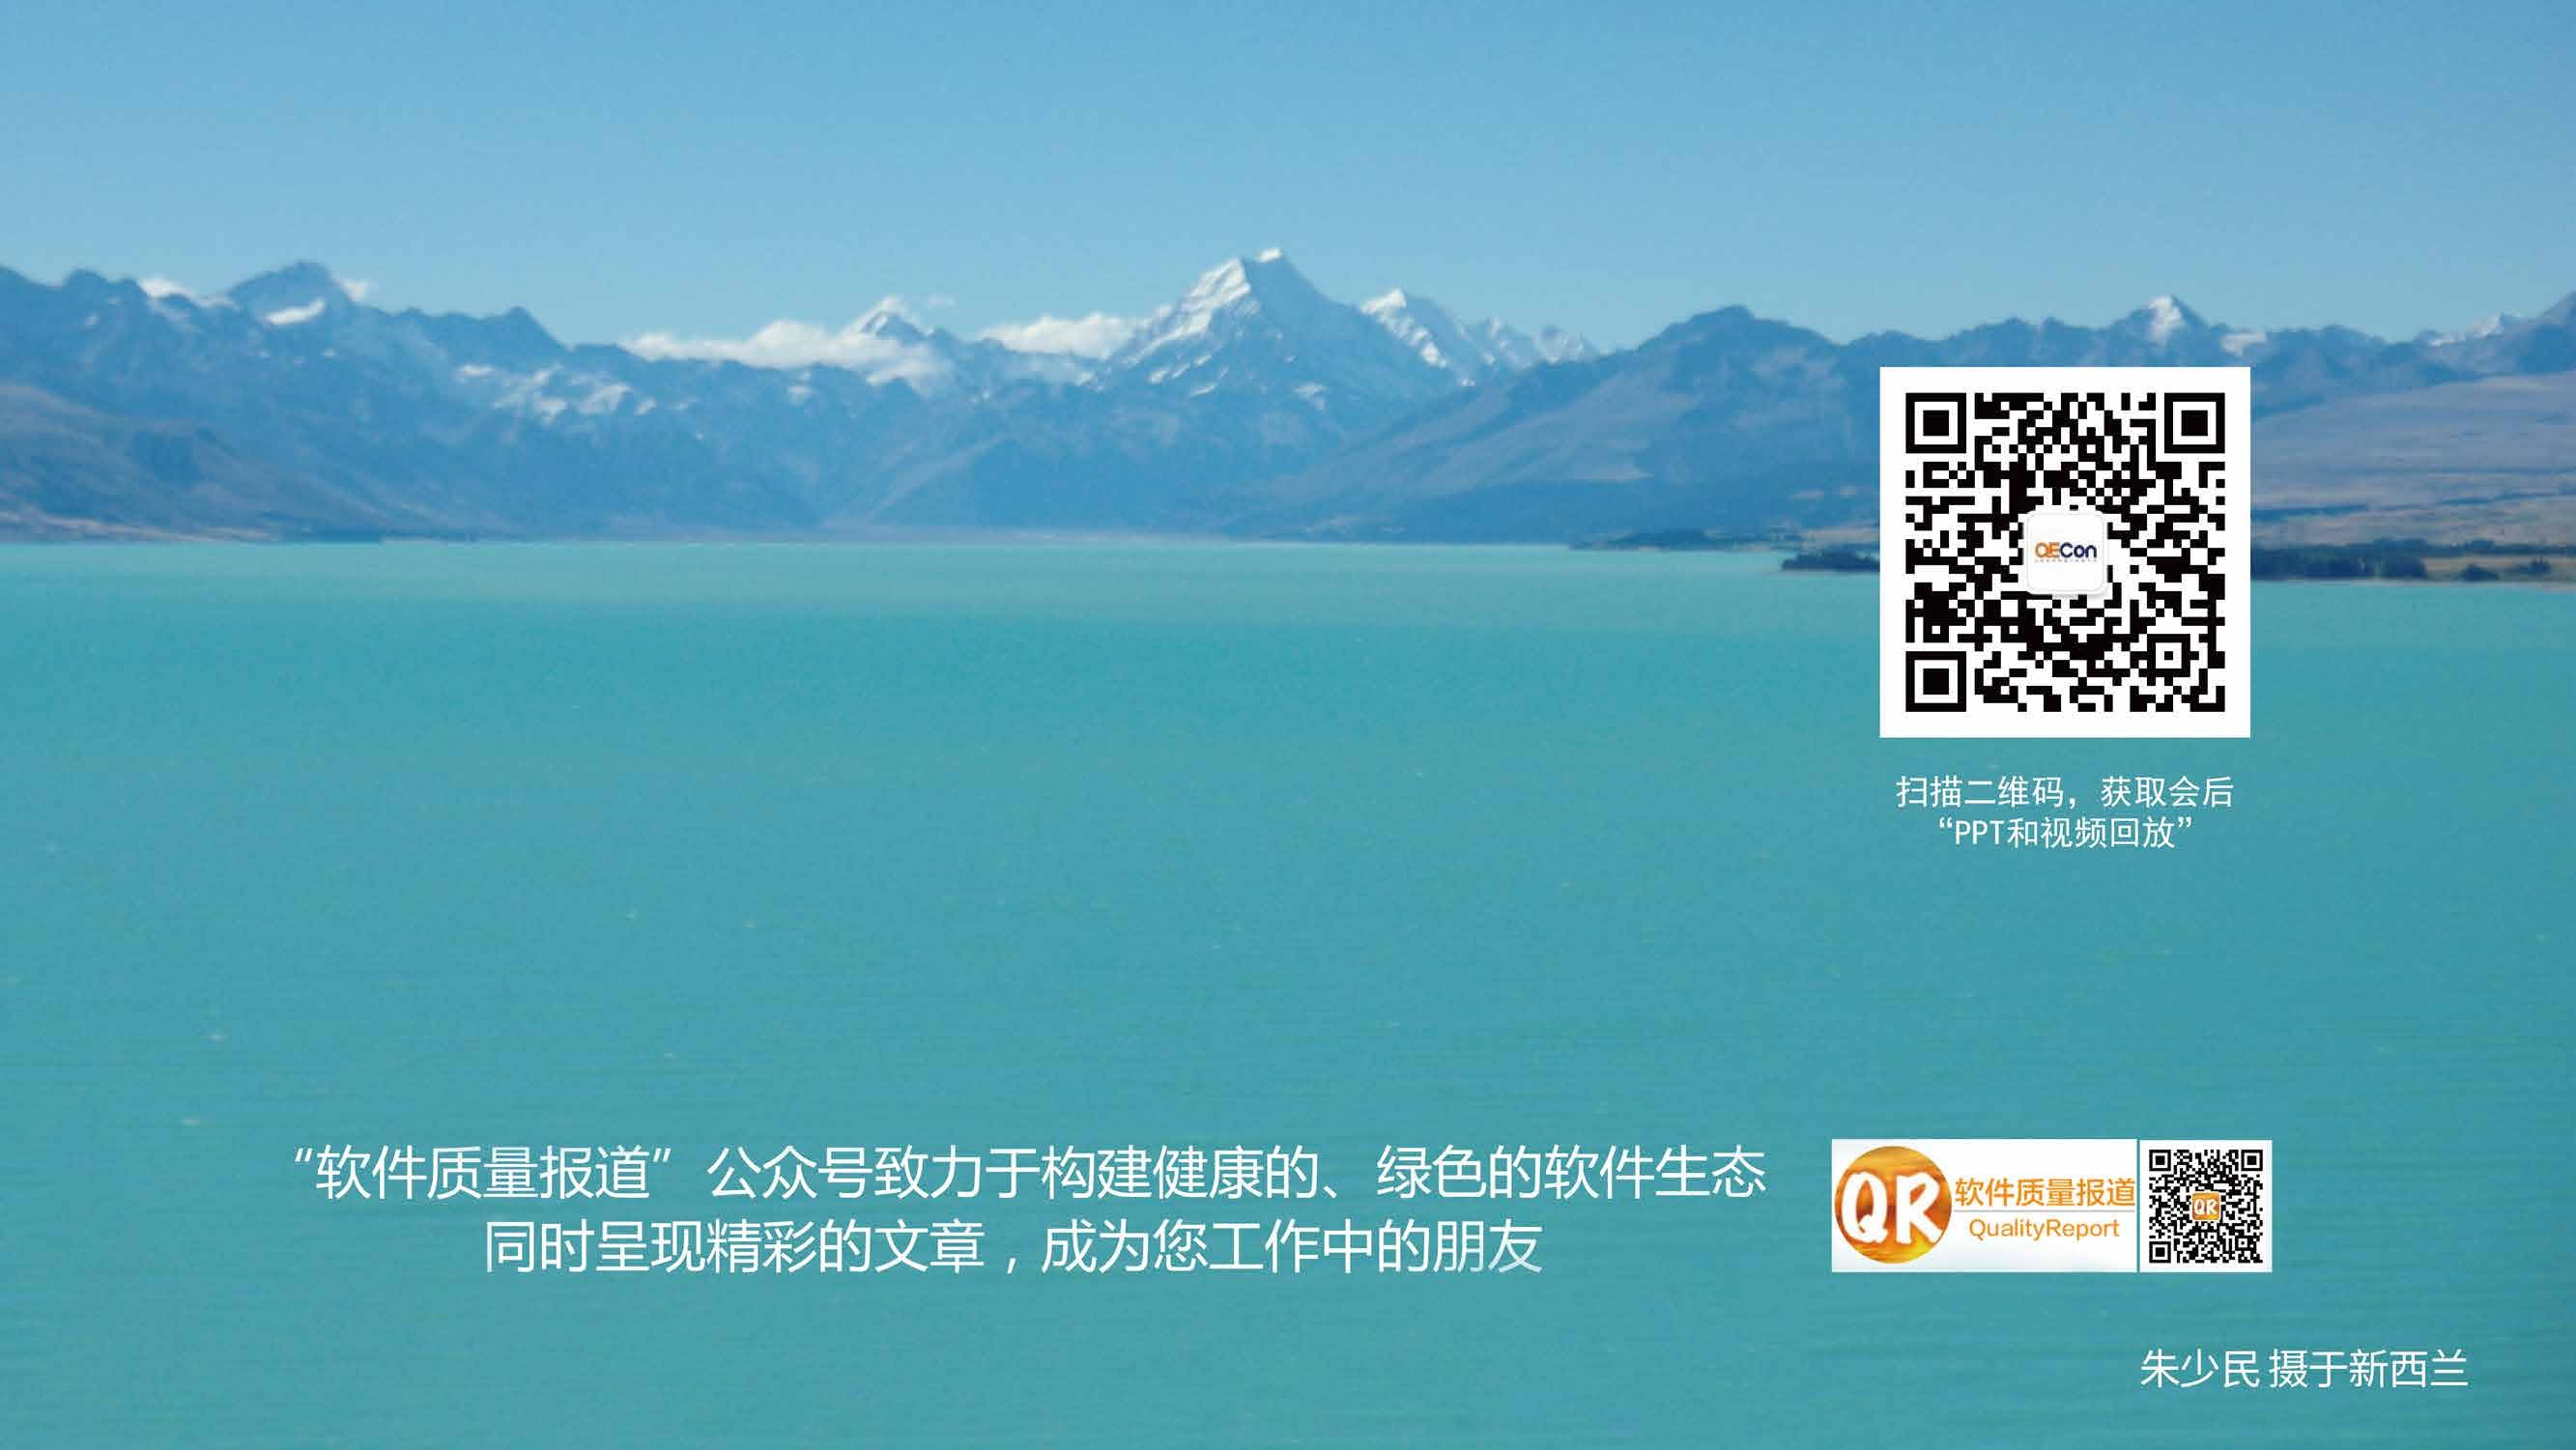 QECon
扫描二维码，获取会后
“PPT和视频回放”
“软件质量报道”公众号致力于构建健康的、绿色的软件生态
同时呈现精彩的文章，成为您工作中的朋友
QR 软件质量报道
QualityReport
QR
朱少民 摄于新西兰